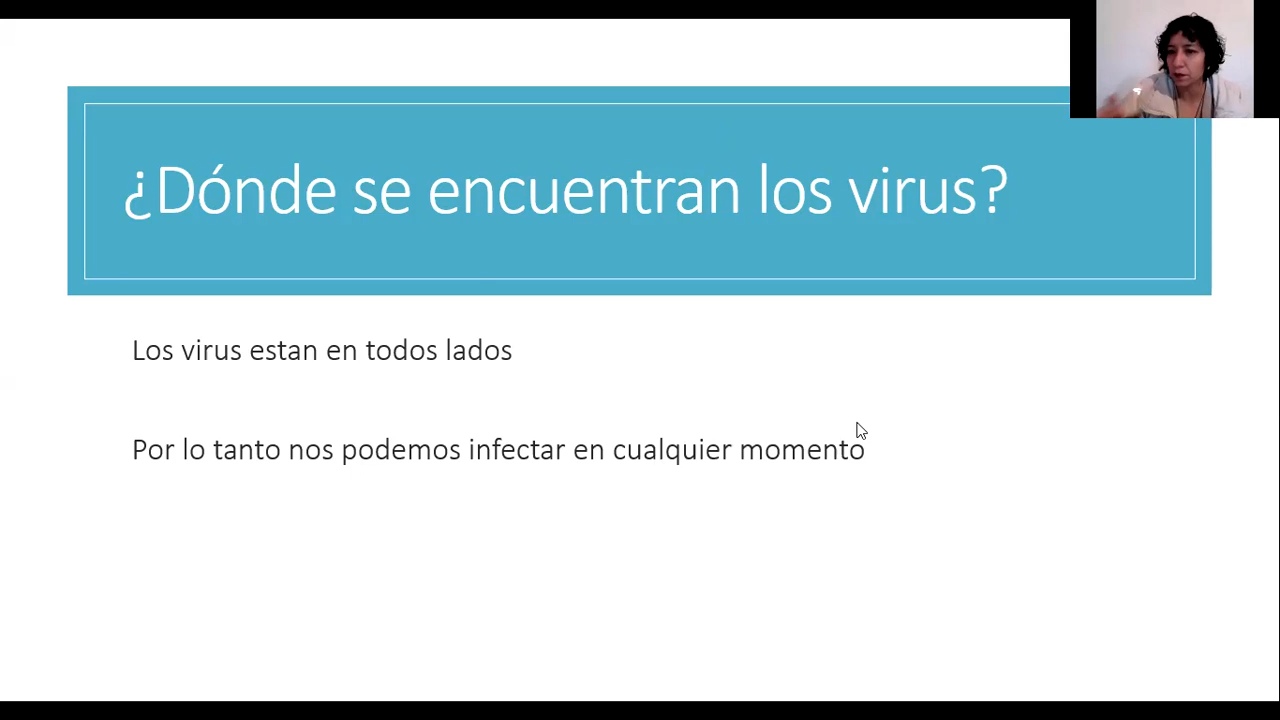 ¿Dónde se encuentran los virus?
Los virus estan en todos lados
Por lo tanto nos podemos infectar en cualquier momento